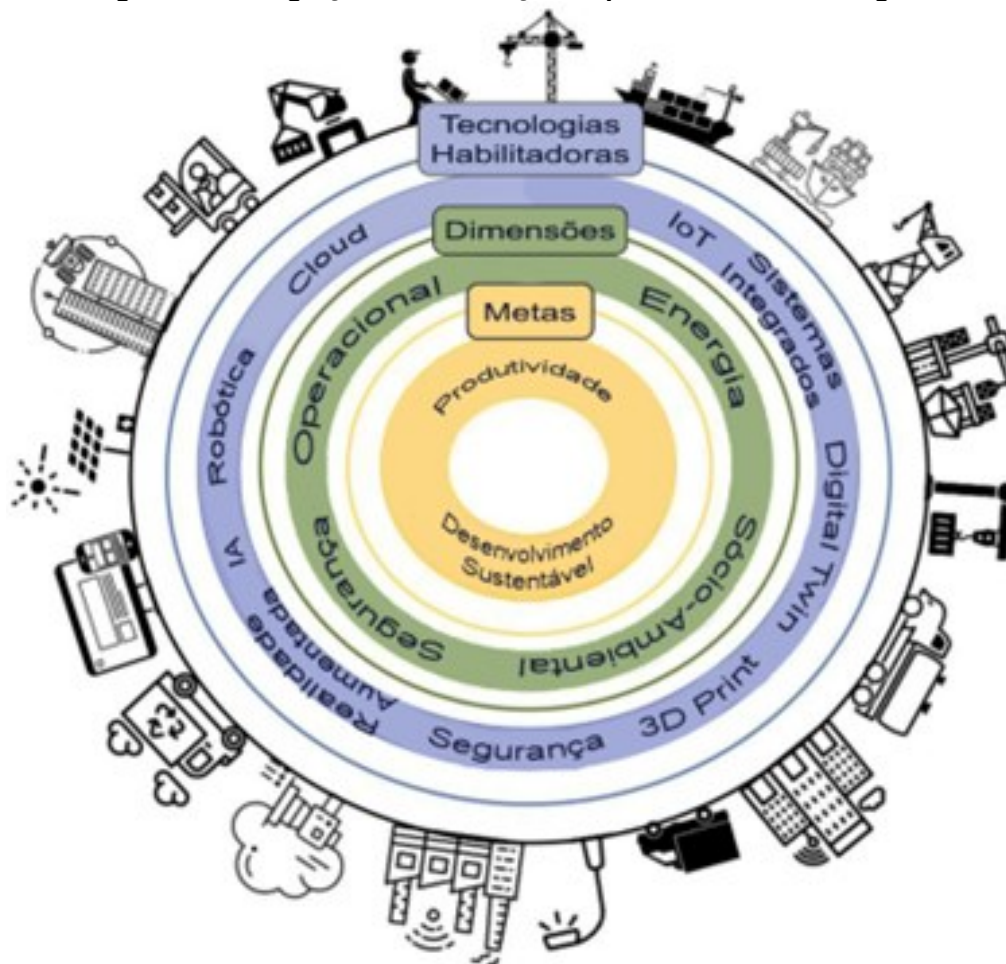 Tecnologias
Habilitadoras
IoT
Sistemas
Integrados
Digital Twin
3D Print
Segurança
Realidade
Aumentada
IA
Robótica
Cloud
Dimensões
Energia
Sócio-Ambiental
Segurança
Operacional
Metas
Produtividade
Desenvolvimento
Sustentável